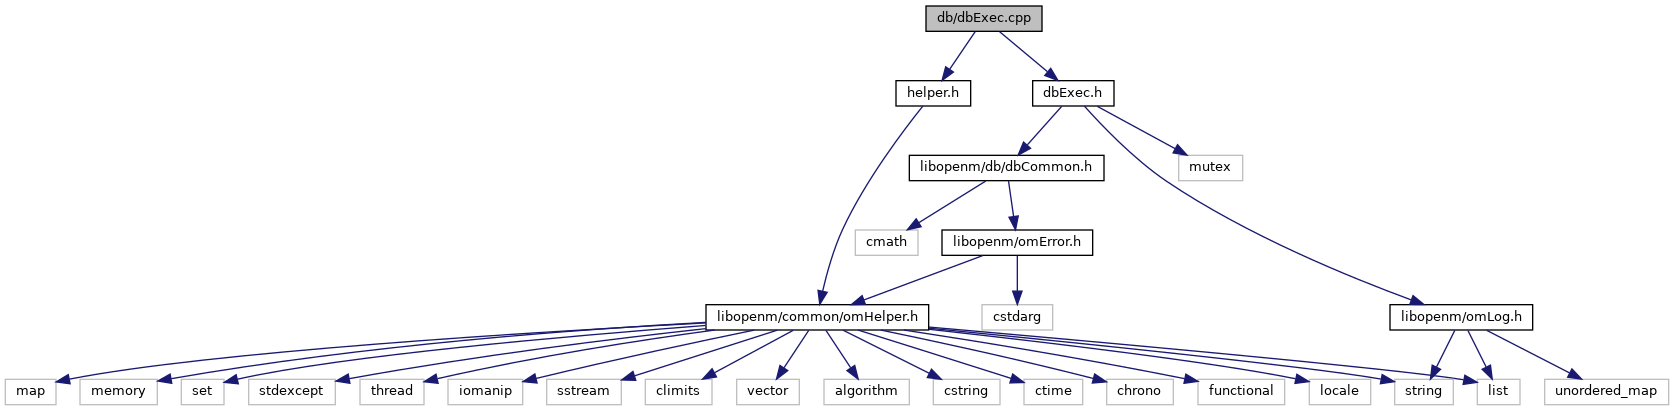 db/dbExec.cpp
helper.h
dbExec.h
libopenm/db/dbCommon.h
mutex
cmath
libopenm/omError.h
libopenm/common/omHelper.h
cstdarg
libopenm/omLog.h
map
memory
set
stdexcept
thread
iomanip
sstream
climits
vector
algorithm
cstring
ctime
chrono
functional
locale
string
list
unordered_map